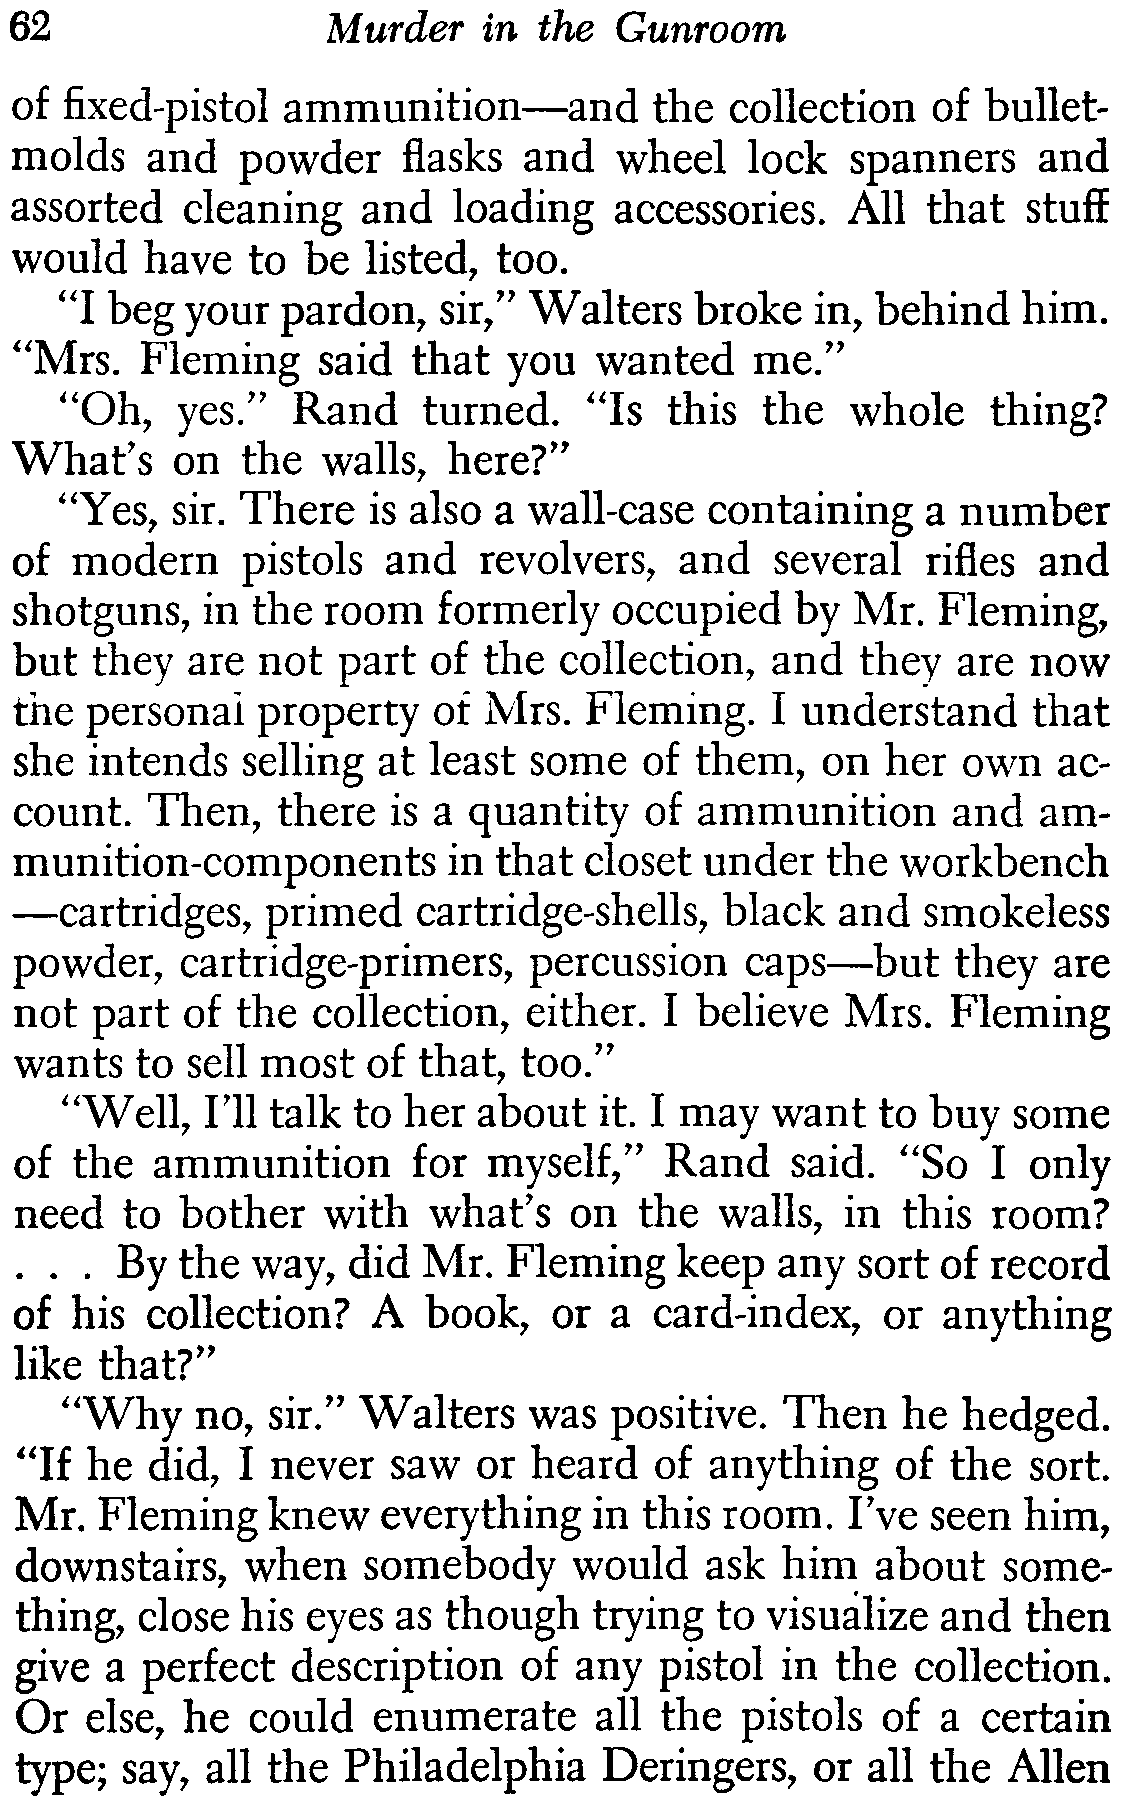 62 Murder in the Gunroom
of fixed-pistol ammunition—and the collection of bullet-
molds and powder flasks and wheel lock spanners and
assorted cleaning and loading accessories. All that stuff
would have to be listed, too.
“I beg your pardon, sir,” Walters broke in, behind him.
“Mrs. Fleming said that you wanted me.”
“Oh, yes.” Rand turned. “Is this the whole thing?
What’s on the walls, here?”
“Yes, sir. There is also a wall-case containing a number
of modern pistols and revolvers, and several rifles and
shotguns, in the room formerly occupied by Mr. Fleming,
but they are not part of the collection, and they are now
the personal property of Mrs. Fleming. I understand that
she intends selling at least some of them, on her own ac-
count. Then, there is a quantity of ammunition and am-
munition-components in that closet under the workbench
—cartridges, primed cartridge-shells, black and smokeless
powder, cartridge-primers, percussion caps—but they are
not part of the collection, either. I believe Mrs. Fleming
wants to sell most of that, too.”
“Well, I’ll talk to her about it. I may want to buy some
of the ammunition for myself,” Rand said. “So I only
need to bother with what’s on the walls, in this room?
. . . By the way, did Mr. Fleming keep any sort of record
of his collection? A book, or a card-index, or anything
like that?”
“Why no, sir.” Walters was positive. Then he hedged.
“If he did, I never saw or heard of anything of the sort.
Mr. Fleming knew everything in this room. I’ve seen him,
downstairs, when somebody would ask him about some-
thing, close his eyes as though trying to visualize and then
give a perfect description of any pistol in the collection.
Or else, he could enumerate all the pistols of a certain
type; say, all the Philadelphia Deringers, or all the Allen